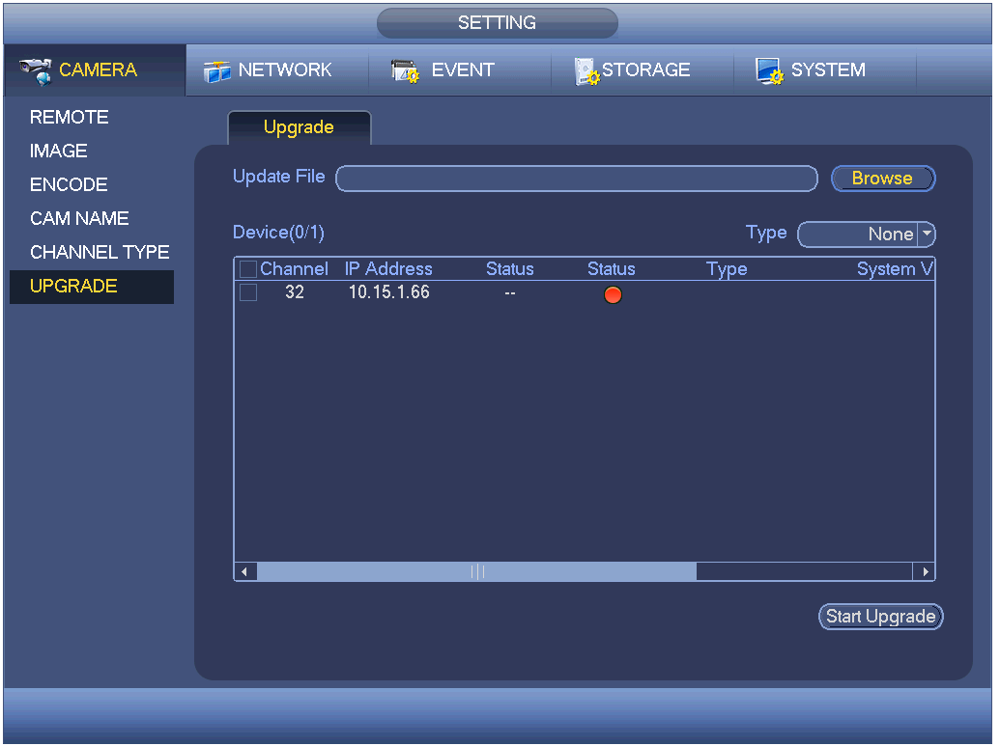 SETTING
CAMERA NETWORK EVENT STORAGE SYSTEM
REMOTE
IMAGE
ENCODE
CAM NAME
CHANNEL TYPE
UPGRADE
Upgrade
Update File Browse
Device(0/1) Type None
Channel IP Address Status Status Type System V
32 10.15.1.66 --
Start Upgrade